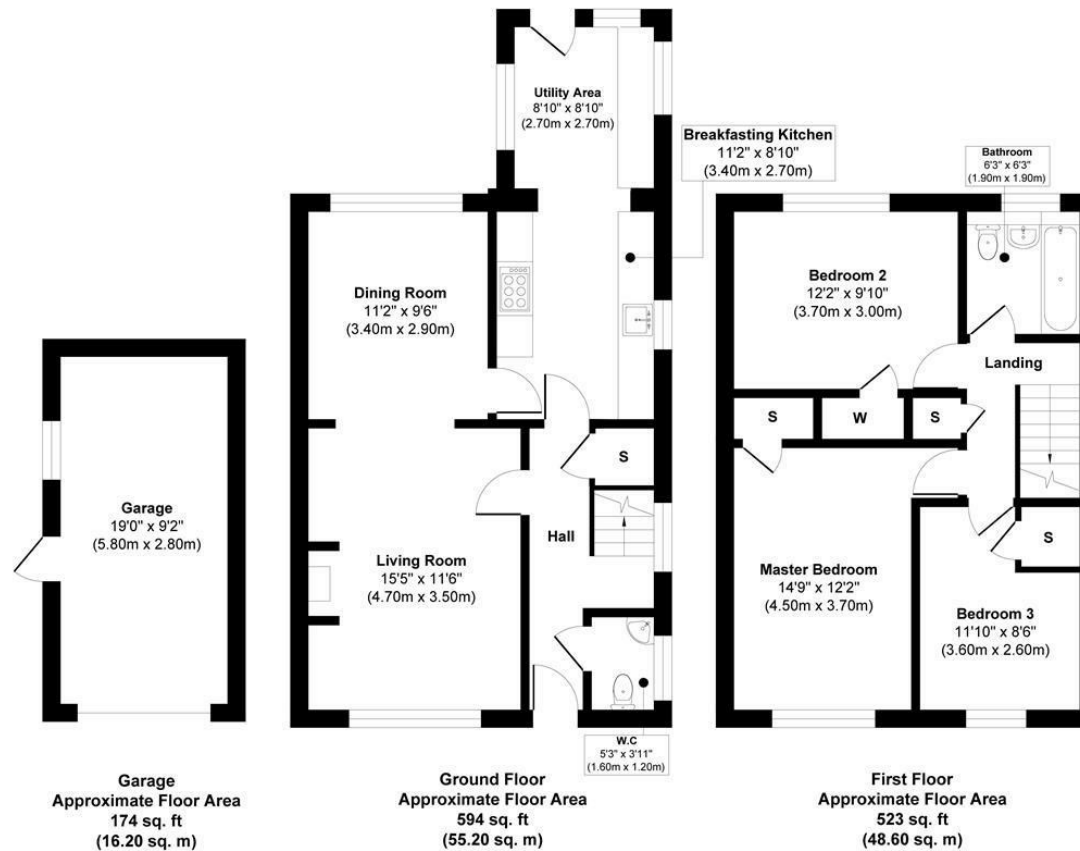 Utility Area
8'10" x 8'10"
(2.70m x 2.70m)
Breakfasting Kitchen
11'2" x 8'10"
(3.40m x 2.70m)
Bathroom
6'3" x 6'3"
(1.90m x 1.90m)
Dining Room
11'2" x 9'6"
(3.40m x 2.90m)
Bedroom 2
12'2" x 9'10"
(3.70m x 3.00m)
Landing
S
W
S
S
Garage
19'0" x 9'2"
(5.80m x 2.80m)
Hall
Living Room
15'5" x 11'6"
(4.70m x 3.50m)
Master Bedroom
14'9" x 12'2"
(4.50m x 3.70m)
S
Bedroom 3
11'10" x 8'6"
(3.60m x 2.60m)
W.C
5'3" x 3'11"
(1.60m x 1.20m)
Garage
Approximate Floor Area
174 sq. ft
(16.20 sq. m)
Ground Floor
Approximate Floor Area
594 sq. ft
(55.20 sq. m)
First Floor
Approximate Floor Area
523 sq. ft
(48.60 sq. m)